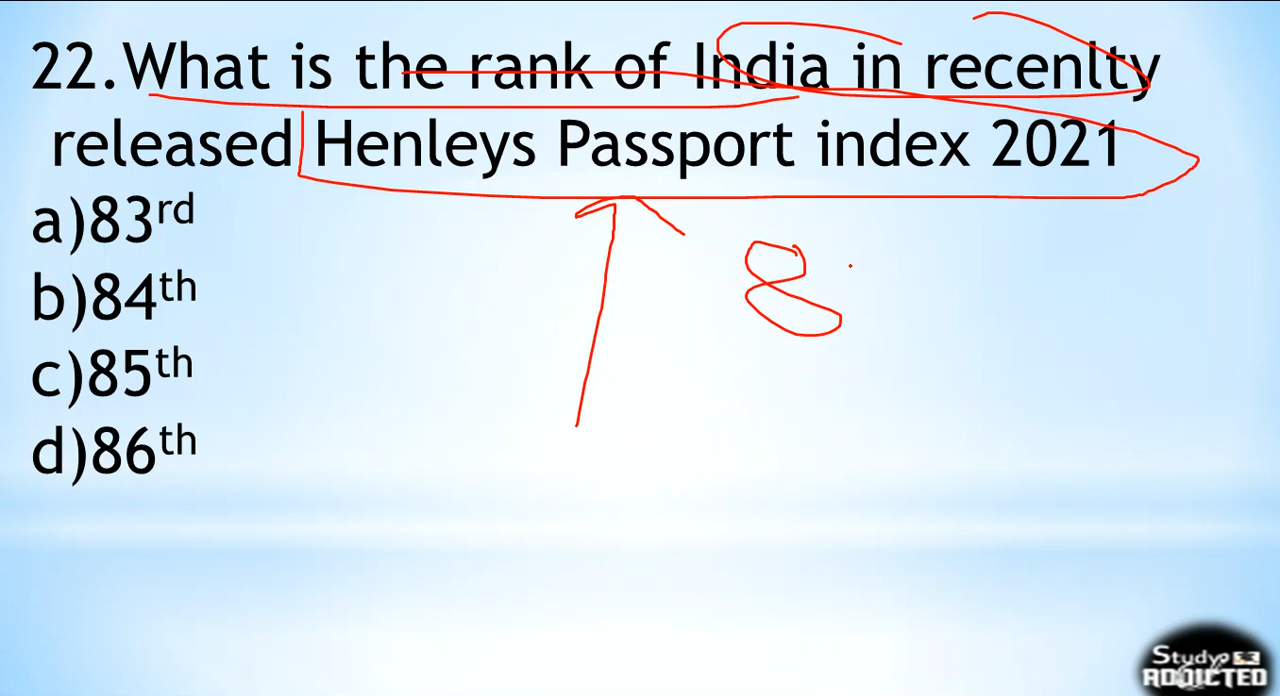 22.What is the rank of India in recenlty
released Henleys Passport index 2021
a)83rd
b)84th
c)85th
d)86th
8
Study
ADDICTED